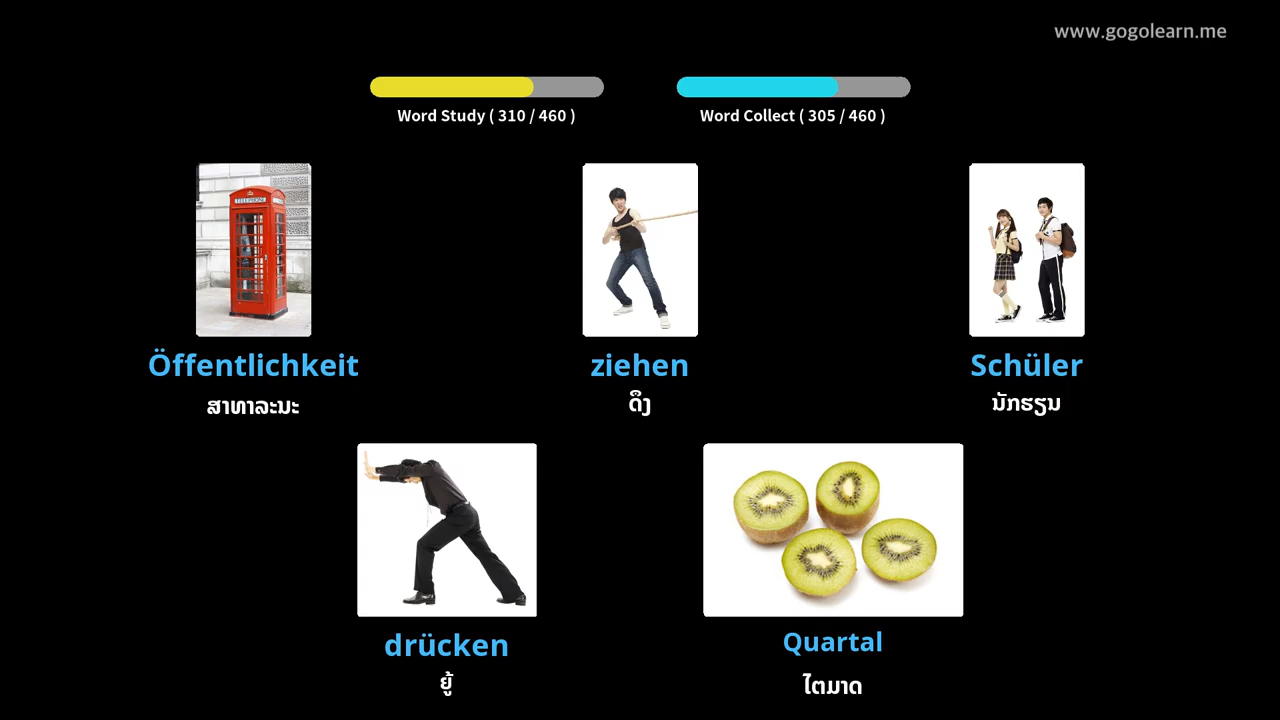 www.gogolearn.me
Word Study ( 310 / 460 )
Word Collect ( 305 / 460 )
TELEPHONE
Öffentlichkeit
ສາທາລະນະ
ziehen
ດຶງ
Schüler
ນັກຮຽນ
drücken
ຍູ້
Quartal
ໄຕມາດ